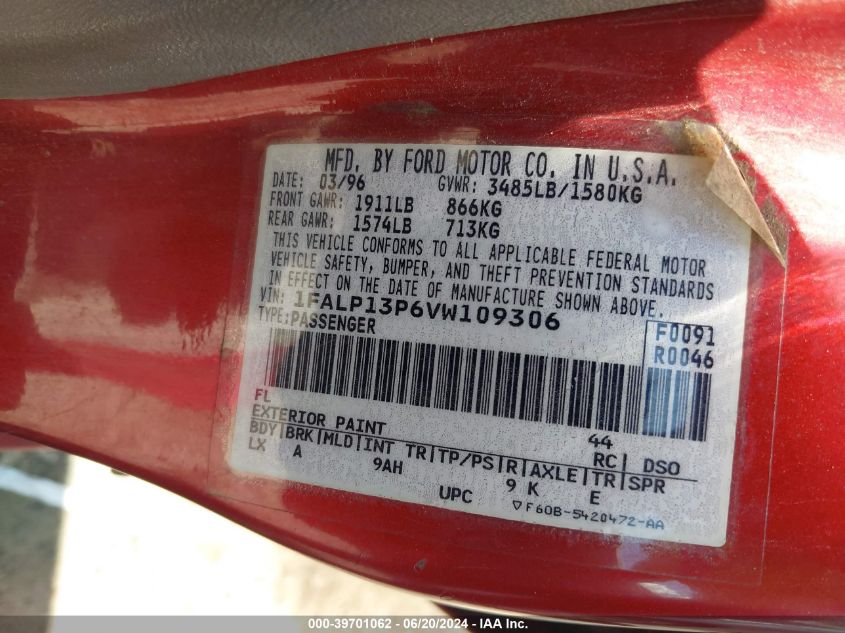 MFD. BY FORD MOTOR CO. IN U.S.A.
DATE: 03/96 GVWR: 3485LB/1580KG
FRONT GAWR: 1911LB 866KG
REAR GAWR: 1574LB 713KG
THIS VEHICLE CONFORMS TO ALL APPLICABLE FEDERAL MOTOR
VEHICLE SAFETY, BUMPER, AND THEFT PREVENTION STANDARDS
IN EFFECT ON THE DATE OF MANUFACTURE SHOWN ABOVE.
VIN: 1FALP13P6VW109306
TYPE: PASSENGER
F0091
R0046
FL
EXTERIOR PAINT 44 RC| DSO
BDY|BRK|MLD|INT TR|TP/PS|R|AXLE|TR|SPR
LX A 9AH 9 K E
UPC ▽F60B-5420472-AA
000-39701062 - 06/20/2024 - IAA Inc.